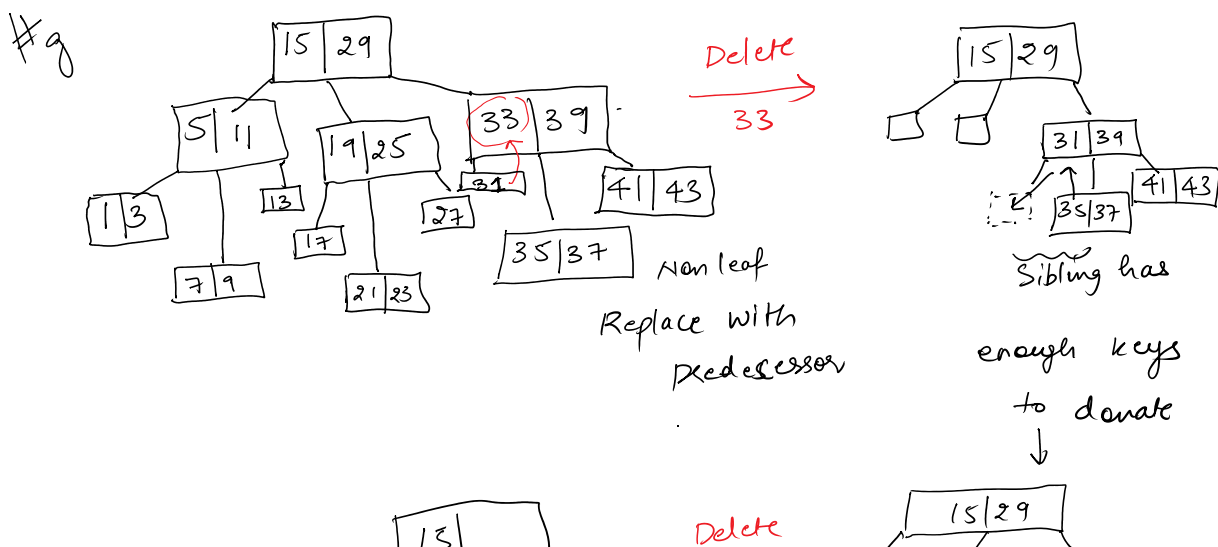 #g
15 | 29
5 | 11
19 | 25
33 | 39
1 | 3
13
17
27
31
41 | 43
7 | 9
21 | 23
35 | 37
Non leaf
Replace with
predecessor
Delete
33
15 | 29
31 | 39
35 | 37
41 | 43
Sibling has
enough keys
to donate
15 |
Delete
15 | 29